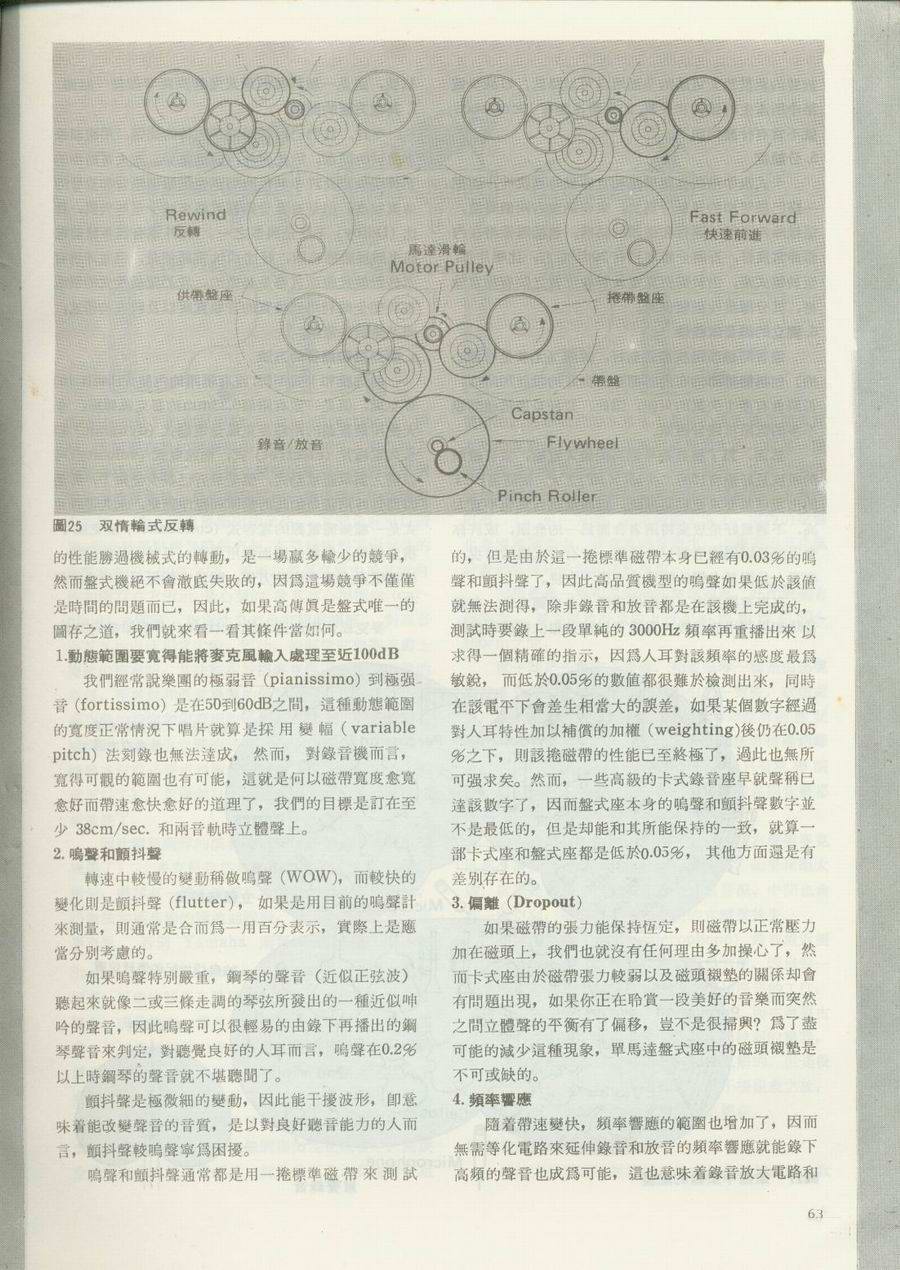 Rewind
反轉
Fast Forward
快速前進
馬達滑輪
Motor Pulley
供帶盤座
捲帶盤座
帶盤
Capstan
錄音/放音
Flywheel
Pinch Roller
圖25 双惰輪式反轉
的性能勝過機械式的轉動，是一場贏多輸少的競爭，
然而盤式機絕不會澈底失敗的，因爲這場競爭不僅僅
是時間的問題而已，因此，如果高傳眞是盤式唯一的
圖存之道，我們就來看一看其條件當如何。
1.動態範圍要寬得能將麥克風輸入處理至近100dB
我們經常說樂團的極弱音 (pianissimo) 到極强
音 (fortissimo) 是在50到60dB之間，這種動態範圍
的寬度正常情況下唱片就算是採用變幅 (variable
pitch) 法刻錄也無法達成，然而，對錄音機而言，
寬得可觀的範圍也有可能，這就是何以磁帶寬度愈寬
愈好而帶速愈快愈好的道理了，我們的目標是訂在至
少 38cm/sec. 和兩音軌時立體聲上。
2. 嗚聲和顫抖聲
轉速中較慢的變動稱做嗚聲 (WOW)，而較快的
變化則是顫抖聲 (flutter)，如果是用目前的嗚聲計
來測量，則通常是合而爲一用百分表示，實際上是應
當分別考慮的。
如果嗚聲特別嚴重，鋼琴的聲音（近似正弦波）
聽起來就像二或三條走調的琴弦所發出的一種近似呻
吟的聲音，因此嗚聲可以很輕易的由錄下再播出的鋼
琴聲音來判定，對聽覺良好的人耳而言，嗚聲在0.2%
以上時鋼琴的聲音就不堪聽聞了。
顫抖聲是極微細的變動，因此能干擾波形，卽意
味着能改變聲音的音質，是以對良好聽音能力的人而
言，顫抖聲較嗚聲寧爲困擾。
嗚聲和顫抖聲通常都是用一捲標準磁帶來測試
的，但是由於這一捲標準磁帶本身已經有0.03%的嗚
聲和顫抖聲了，因此高品質機型的嗚聲如果低於該値
就無法測得，除非錄音和放音都是在該機上完成的，
測試時要錄上一段單純的 3000Hz 頻率再重播出來以
求得一個精確的指示，因爲人耳對該頻率的感度最爲
敏銳，而低於0.05%的數値都很難於檢測出來，同時
在該電平下會差生相當大的誤差，如果某個數字經過
對人耳特性加以補償的加權 (weighting)後仍在0.05
%之下，則該捲磁帶的性能已至終極了，過此也無所
可强求矣。然而，一些高級的卡式錄音座早就聲稱已
達該數字了，因而盤式座本身的嗚聲和顫抖聲數字並
不是最低的，但是却能和其所能保持的一致，就算一
部卡式座和盤式座都是低於0.05%，其他方面還是有
差別存在的。
3. 偏離 (Dropout)
如果磁帶的張力能保持恆定，則磁帶以正常壓力
加在磁頭上，我們也就沒有任何理由多加操心了，然
而卡式座由於磁帶張力較弱以及磁頭襯墊的關係却會
有問題出現，如果你正在聆賞一段美好的音樂而突然
之間立體聲的平衡有了偏移，豈不是很掃興？爲了盡
可能的減少這種現象，單馬達盤式座中的磁頭襯墊是
不可或缺的。
4. 頻率響應
隨着帶速變快，頻率響應的範圍也增加了，因而
無需等化電路來延伸錄音和放音的頻率響應就能錄下
高頻的聲音也成爲可能，這也意味着錄音放大電路和
63